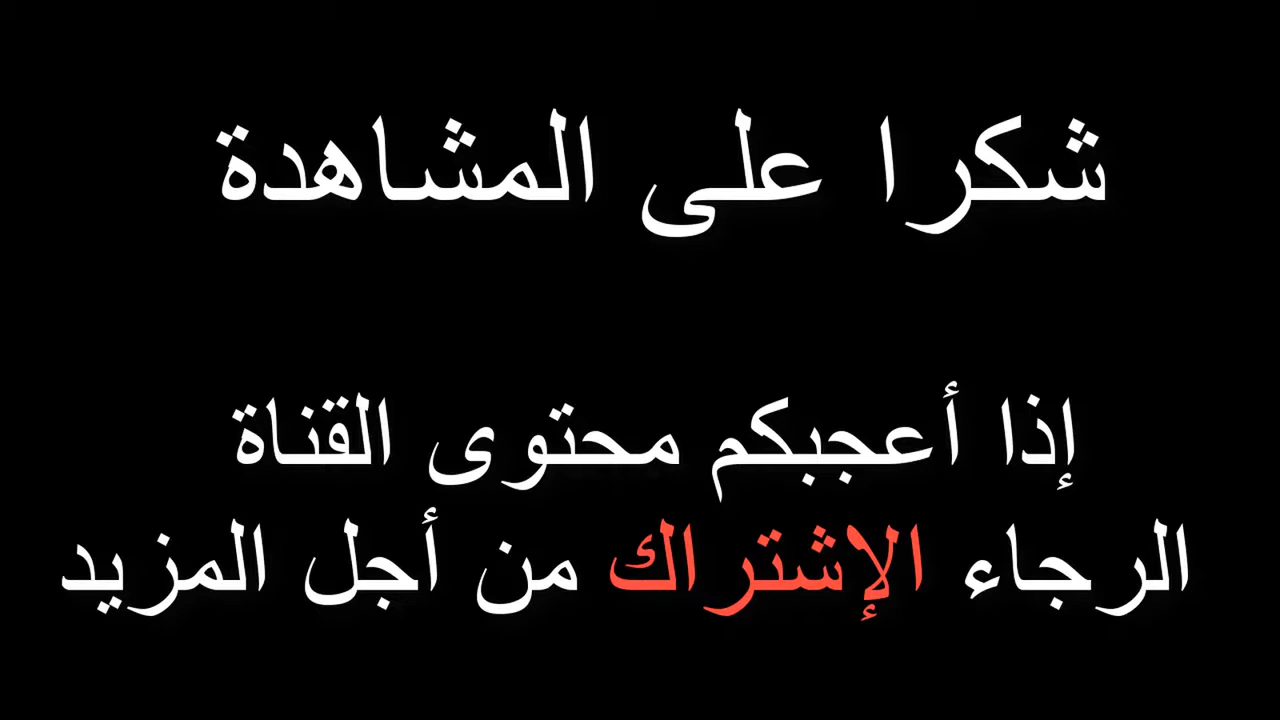 شكرا على المشاهدة
إذا أعجبكم محتوى القناة
الرجاء الإشتراك من أجل المزيد